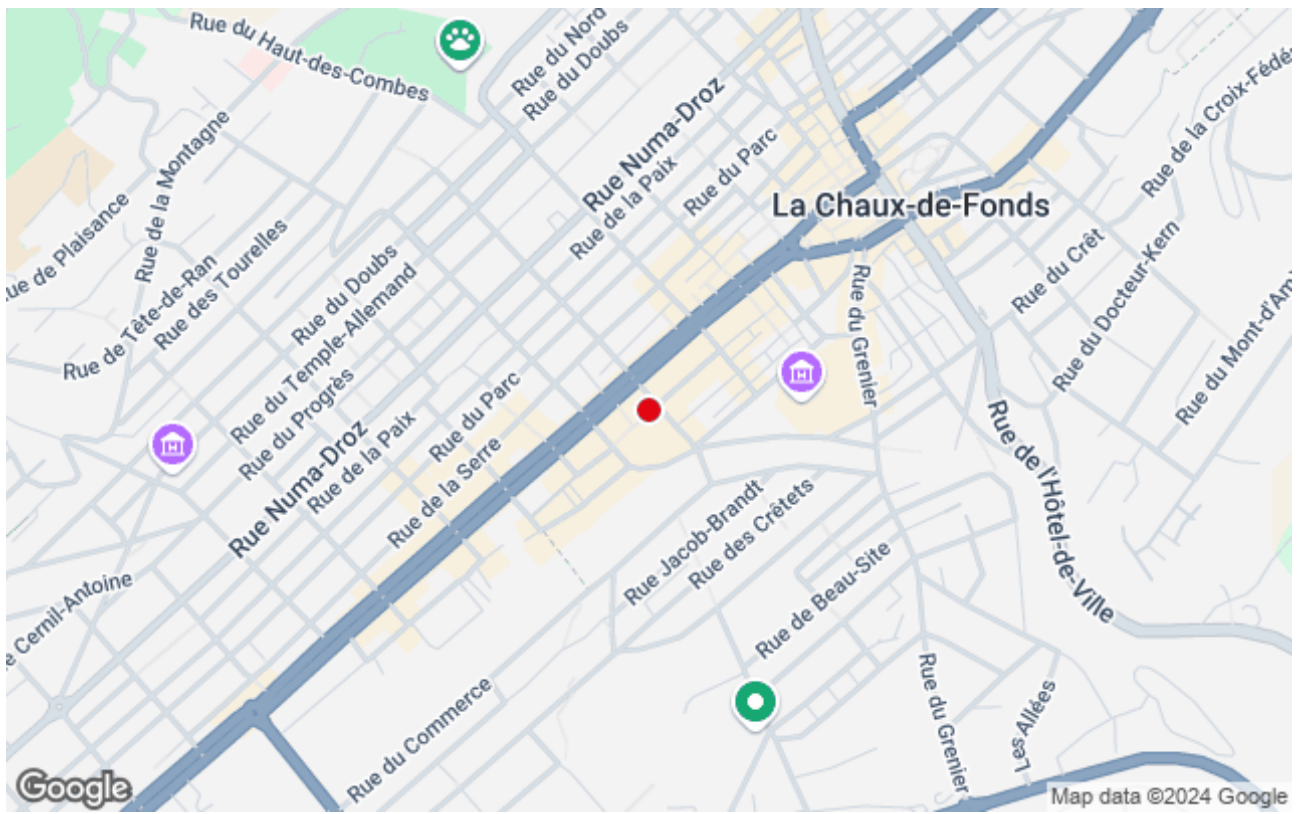 Rue du Haut-des-Combes
Rue du Nord
Rue du Doubs
Rue Numa-Droz
Rue de la Paix
Rue du Parc
Rue de la Croix-Fédé
Rue de la Montagne
ue de Plaisance
La Chaux-de-Fonds
Rue de Tête-de-Ran
Rue des Tourelles
Rue du Doubs
Rue du Temple-Allemand
Rue du Progrès
Rue du Crêt
Rue du Docteur-Kern
Rue du Mont-d'Am
Rue du Grenier
Rue Numa-Droz
Rue de la Paix
Rue du Parc
Rue de la Serre
Rue de l'Hôtel-de-Ville
Rue Jacob-Brandt
Rue des Crêtets
Rue de Beau-Site
e Cernil-Antoine
Rue du Commerce
Rue du Grenier
Les Allées
Google
Map data ©2024 Google